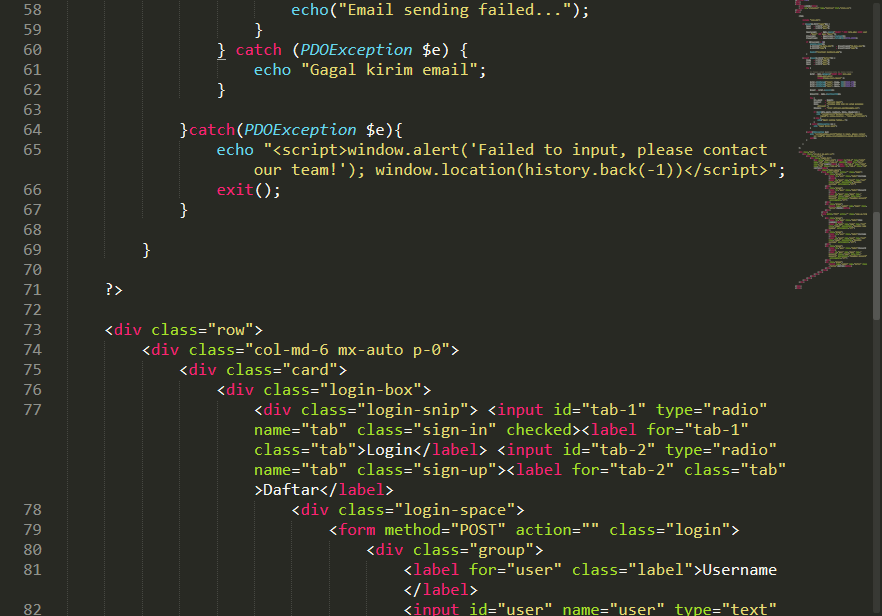 58 echo("Email sending failed...");
59 }
60 } catch (PDOException $e) {
61 echo "Gagal kirim email";
62 }
63
64 }catch(PDOException $e){
65 echo "<script>window.alert('Failed to input, please contact
our team!'); window.location(history.back(-1))</script>";
66 exit();
67 }
68
69 }
70
71 ?>
72
73 <div class="row">
74 <div class="col-md-6 mx-auto p-0">
75 <div class="card">
76 <div class="login-box">
77 <div class="login-snip"> <input id="tab-1" type="radio"
name="tab" class="sign-in" checked><label for="tab-1"
class="tab">Login</label> <input id="tab-2" type="radio"
name="tab" class="sign-up"><label for="tab-2" class="tab"
>Daftar</label>
78 <div class="login-space">
79 <form method="POST" action="" class="login">
80 <div class="group">
81 <label for="user" class="label">Username
</label>
82 <input id="user" name="user" type="text"